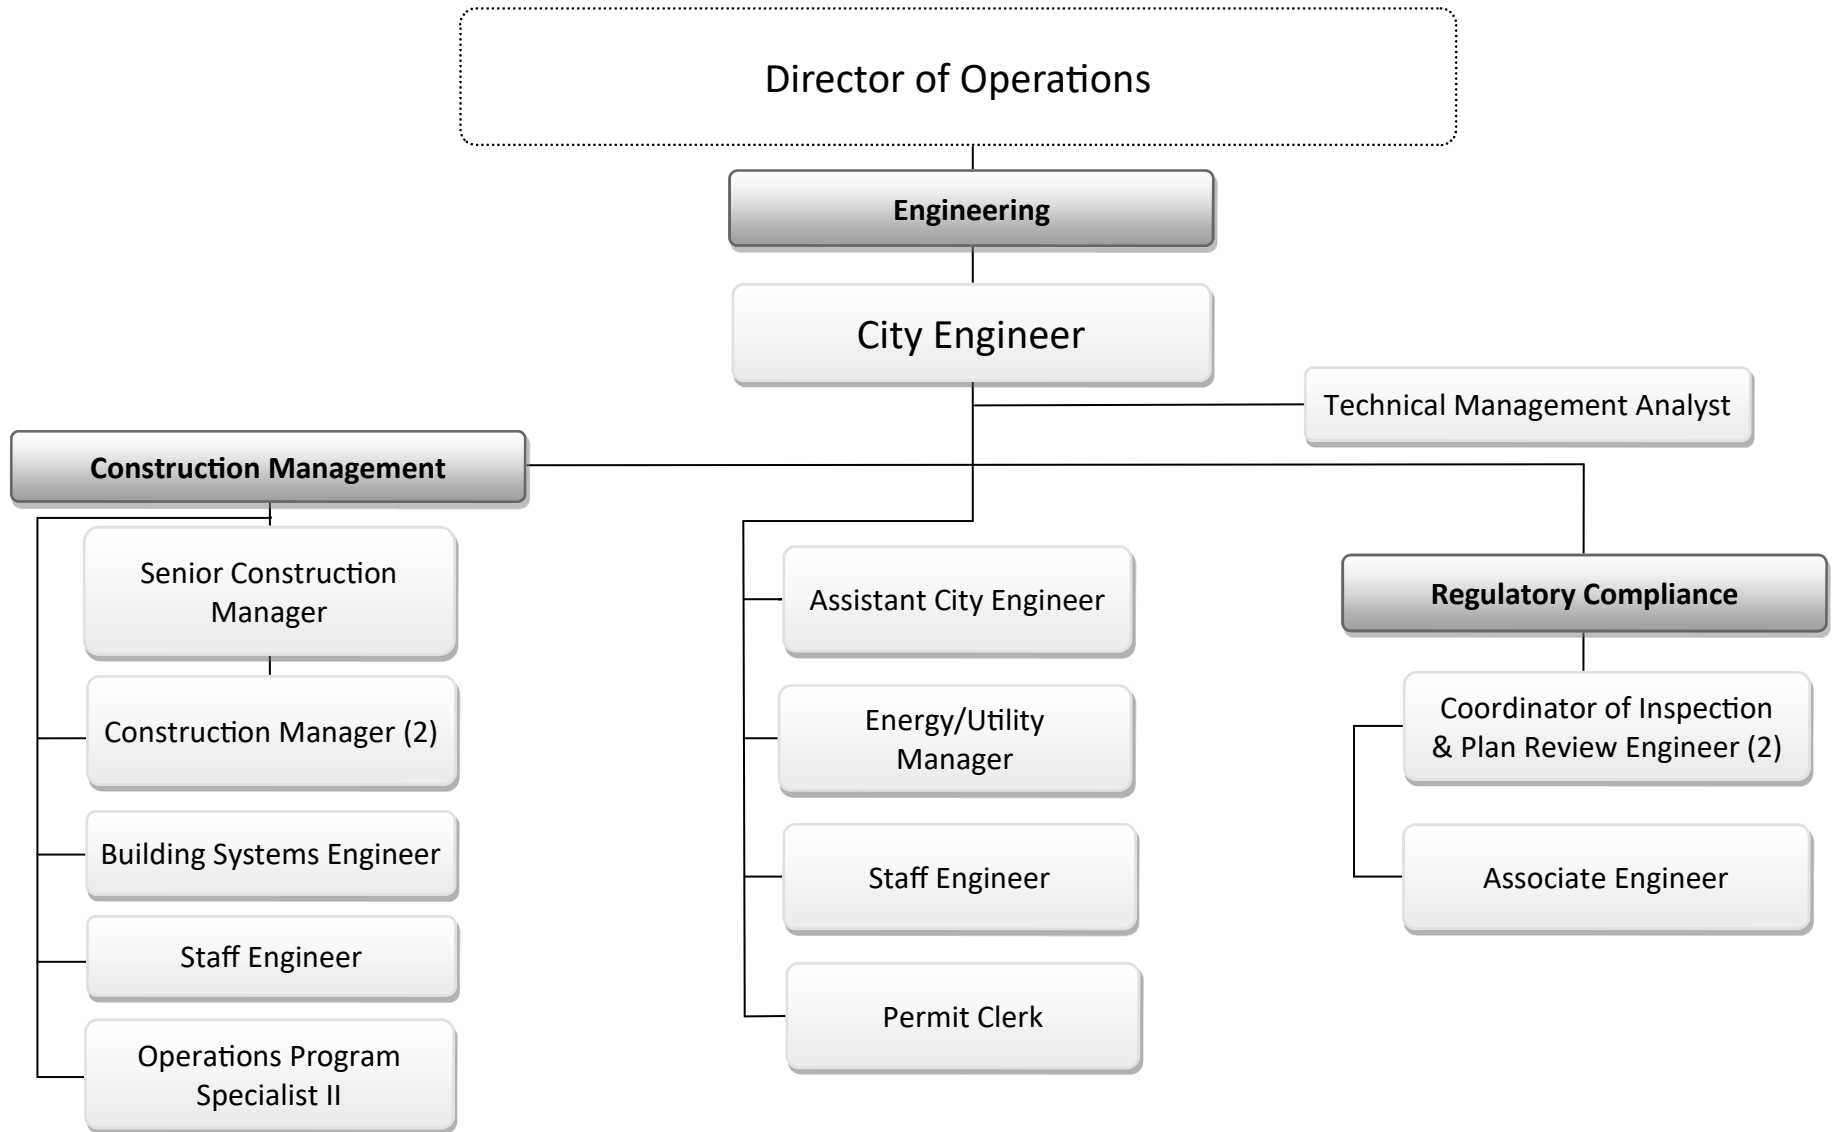 Director of Operations
Engineering
City Engineer
Technical Management Analyst
Construction Management
Senior Construction
Manager
Construction Manager (2)
Building Systems Engineer
Staff Engineer
Operations Program
Specialist II
Assistant City Engineer
Energy/Utility
Manager
Staff Engineer
Permit Clerk
Regulatory Compliance
Coordinator of Inspection
& Plan Review Engineer (2)
Associate Engineer